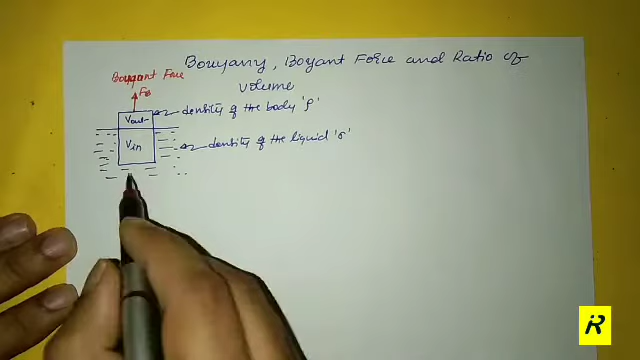 Bouyany, Boyant Force and Ratio of
volume
Boyant Force
FB
Vout
density of the body 'ρ'
Vin
density of the liquid 'σ'
R